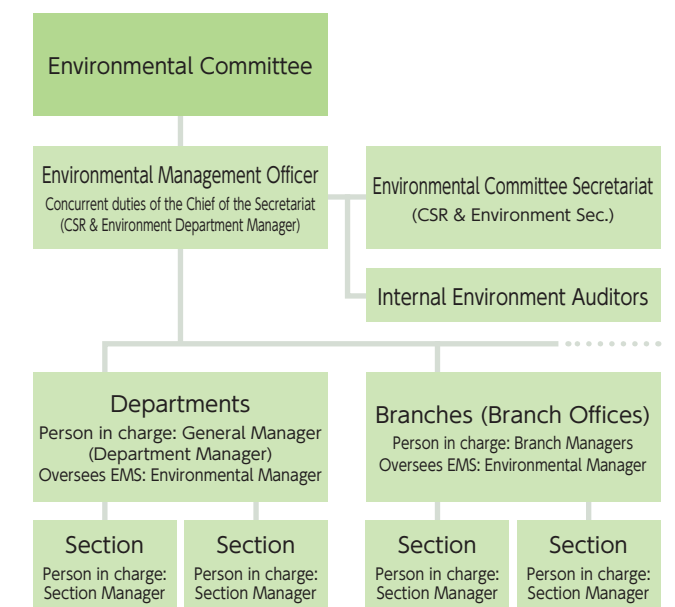 Environmental Committee
Environmental Management Officer
Concurrent duties of the Chief of the Secretariat
(CSR & Environment Department Manager)
Environmental Committee Secretariat
(CSR & Environment Sec.)
Internal Environment Auditors
Departments
Person in charge: General Manager
(Department Manager)
Oversees EMS: Environmental Manager
Branches (Branch Offices)
Person in charge: Branch Managers
Oversees EMS: Environmental Manager
Section
Person in charge:
Section Manager
Section
Person in charge:
Section Manager
Section
Person in charge:
Section Manager
Section
Person in charge:
Section Manager